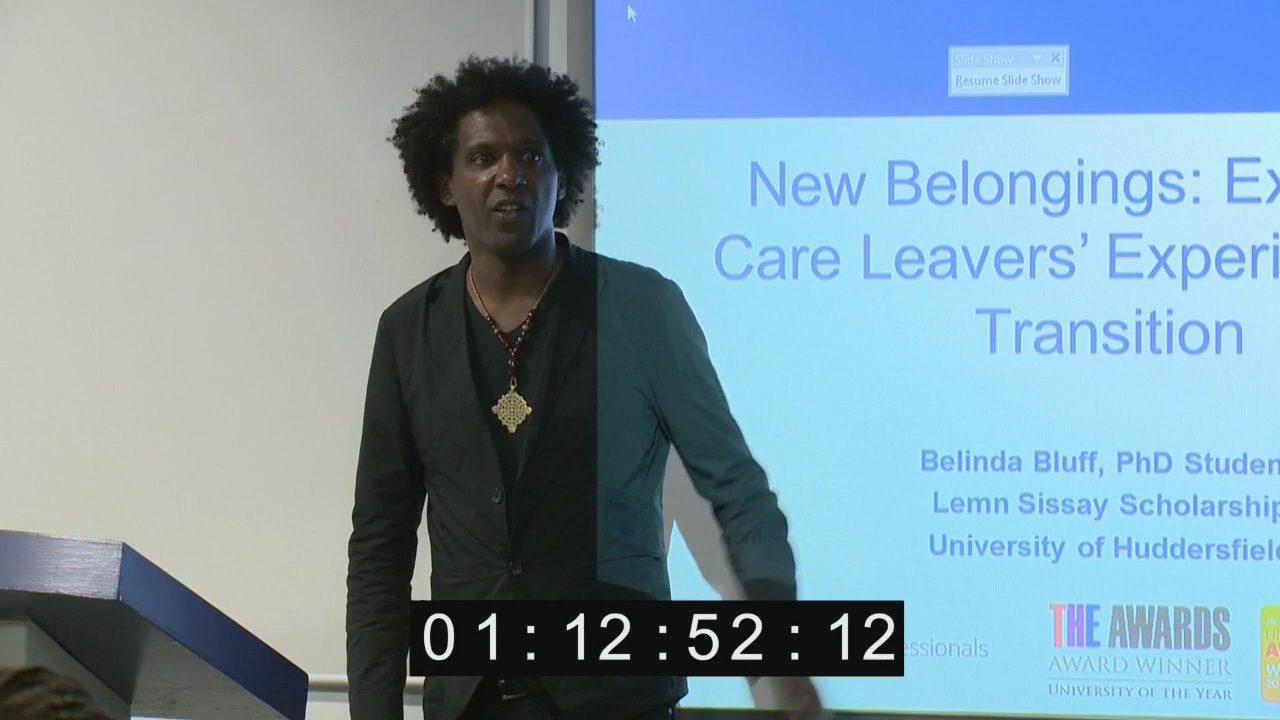 Slide Show
Resume Slide Show
New Belongings: Ex
Care Leavers’ Experi
Transition
Belinda Bluff, PhD Studen
Lemn Sissay Scholarship
University of Huddersfield
essionals
THE AWARDS
AWARD WINNER
UNIVERSITY OF THE YEAR
01:12:52:12